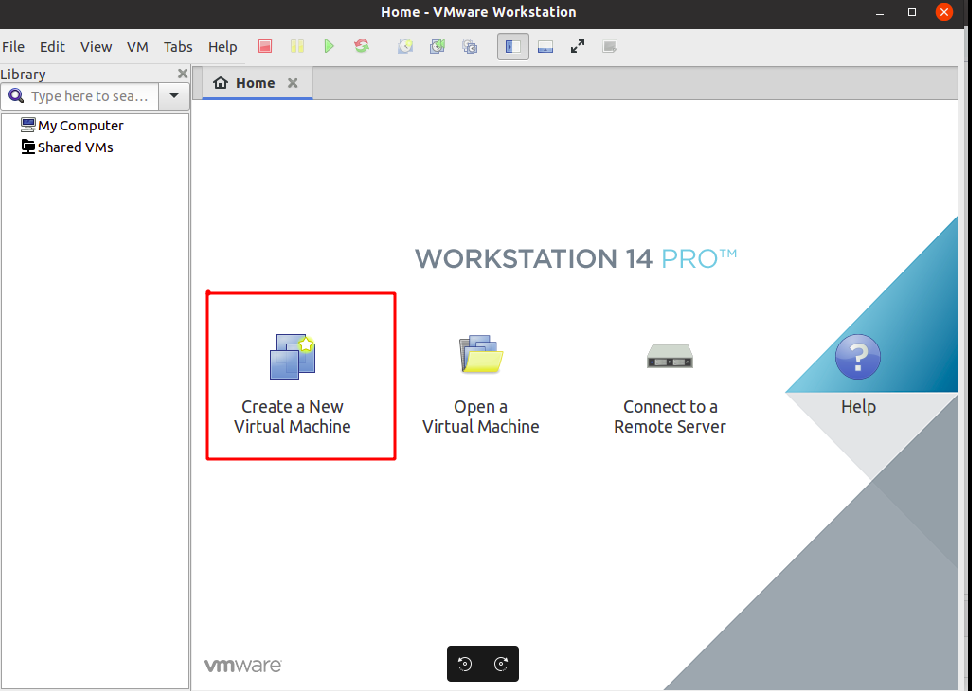 Home - VMware Workstation
File Edit View VM Tabs Help
Library
Type here to sea...
Home
My Computer
Shared VMs
WORKSTATION 14 PRO™
Create a New
Virtual Machine
Open a
Virtual Machine
Connect to a
Remote Server
?
Help
vmware